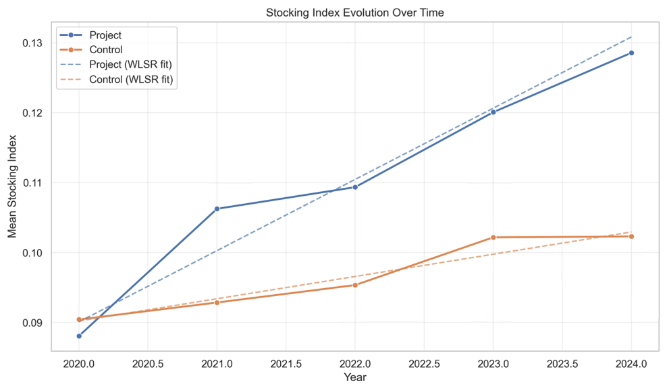 Stocking Index Evolution Over Time
Project
Control
Project (WLSR fit)
Control (WLSR fit)
Mean Stocking Index
0.13
0.12
0.11
0.10
0.09
2020.0 2020.5 2021.0 2021.5 2022.0 2022.5 2023.0 2023.5 2024.0
Year